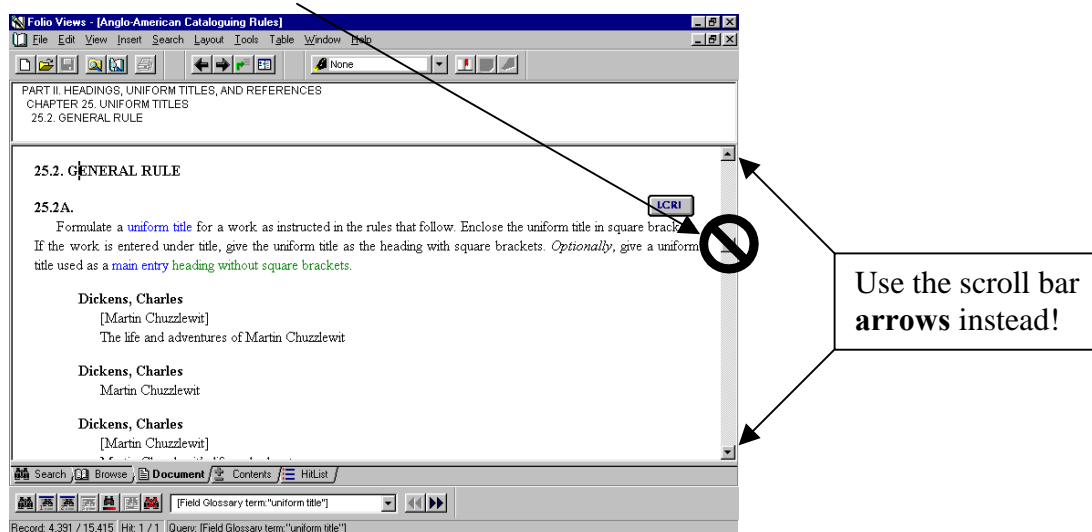 Folio Views - [Anglo-American Cataloguing Rules]
File Edit View Insert Search Layout Tools Table Window Help
None
PART II. HEADINGS, UNIFORM TITLES, AND REFERENCES
CHAPTER 25. UNIFORM TITLES
25.2. GENERAL RULE
25.2. GENERAL RULE
25.2A.
LCRI
Formulate a uniform title for a work as instructed in the rules that follow. Enclose the uniform title in square brack
If the work is entered under title, give the uniform title as the heading with square brackets. Optionally, give a uniform
title used as a main entry heading without square brackets.
Dickens, Charles
[Martin Chuzzlewit]
The life and adventures of Martin Chuzzlewit
Dickens, Charles
Martin Chuzzlewit
Dickens, Charles
[Martin Chuzzlewit]
Search Browse Document Contents HitList
[Field Glossary term:"uniform title"]
Record: 4,391 / 15,415 Hit: 1 / 1 Query: [Field Glossary term:"uniform title"]
Use the scroll bar
arrows instead!